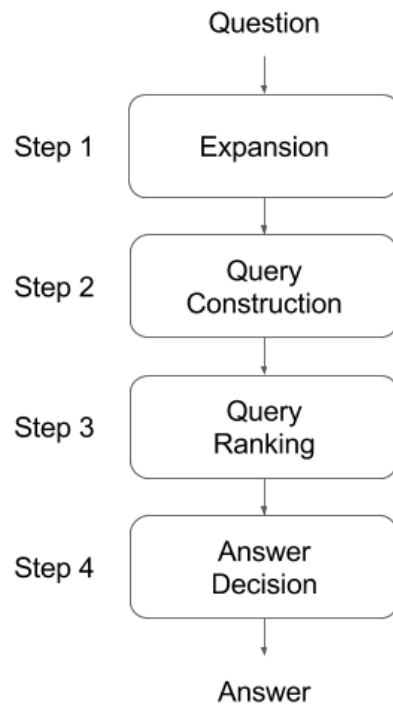 Question
Step 1
Expansion
Step 2
Query
Construction
Step 3
Query
Ranking
Step 4
Answer
Decision
Answer